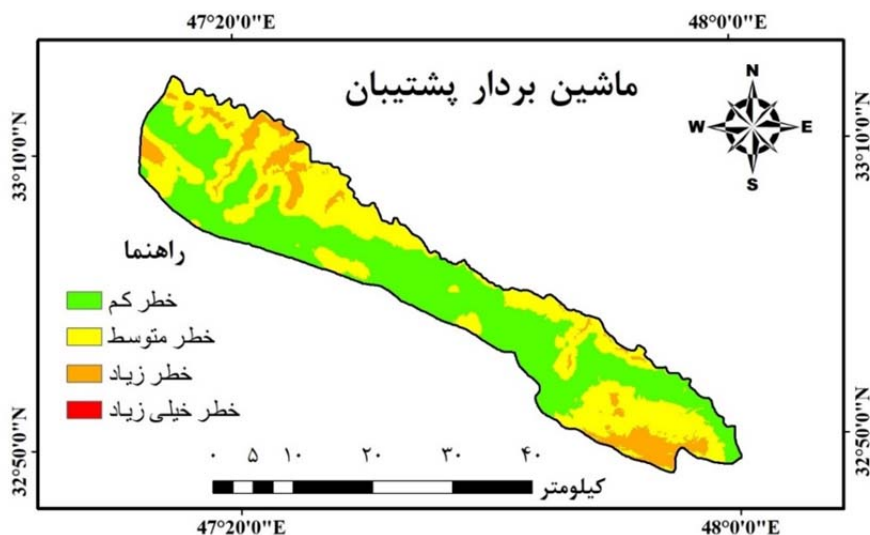 47°20'0"E
48°0'0"E
ماشین بردار پشتیبان
N
W
E
S
33°10'0"N
33°10'0"N
راهنما
خطر کم
خطر متوسط
خطر زیاد
خطر خیلی زیاد
۰ ۵ ۱۰ ۲۰ ۳۰ ۴۰
کیلومتر
32°50'0"N
32°50'0"N
47°20'0"E
48°0'0"E